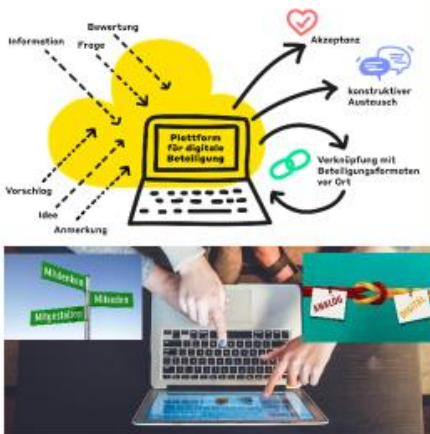 Bewertung
Information
Frage
Akzeptanz
konstruktiver
Austausch
Plattform
für digitale
Beteiligung
Verknüpfung mit
Beteiligungsformaten
vor Ort
Vorschlag
Idee
Anmerkung
Mitdenken
Mitreden
Mitgestalten
ANALOG
DIGITAL